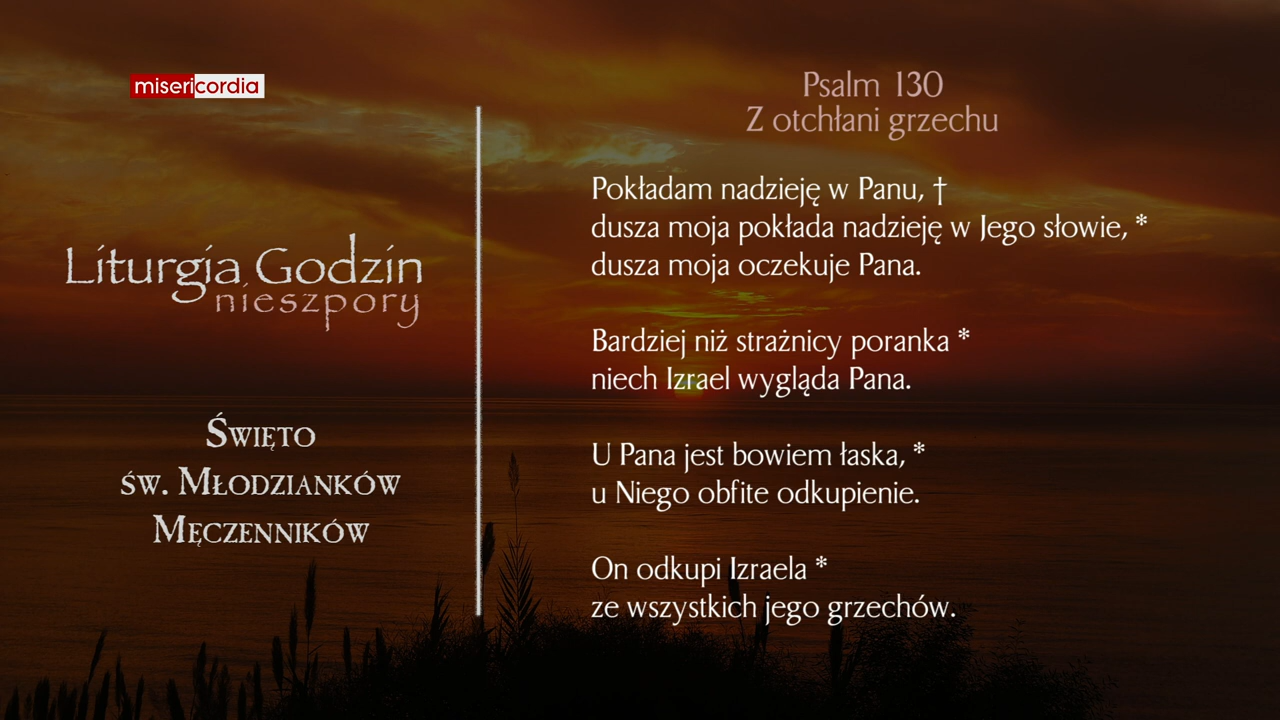 misericordia
Liturgia Godzin
nieszpory
Święto
św. Młodzianków
Męczenników
Psalm 130
Z otchłani grzechu
Pokładam nadzieję w Panu, †
dusza moja pokłada nadzieję w Jego słowie, *
dusza moja oczekuje Pana.
Bardziej niż strażnicy poranka *
niech Izrael wygląda Pana.
U Pana jest bowiem łaska, *
u Niego obfite odkupienie.
On odkupi Izraela *
ze wszystkich jego grzechów.